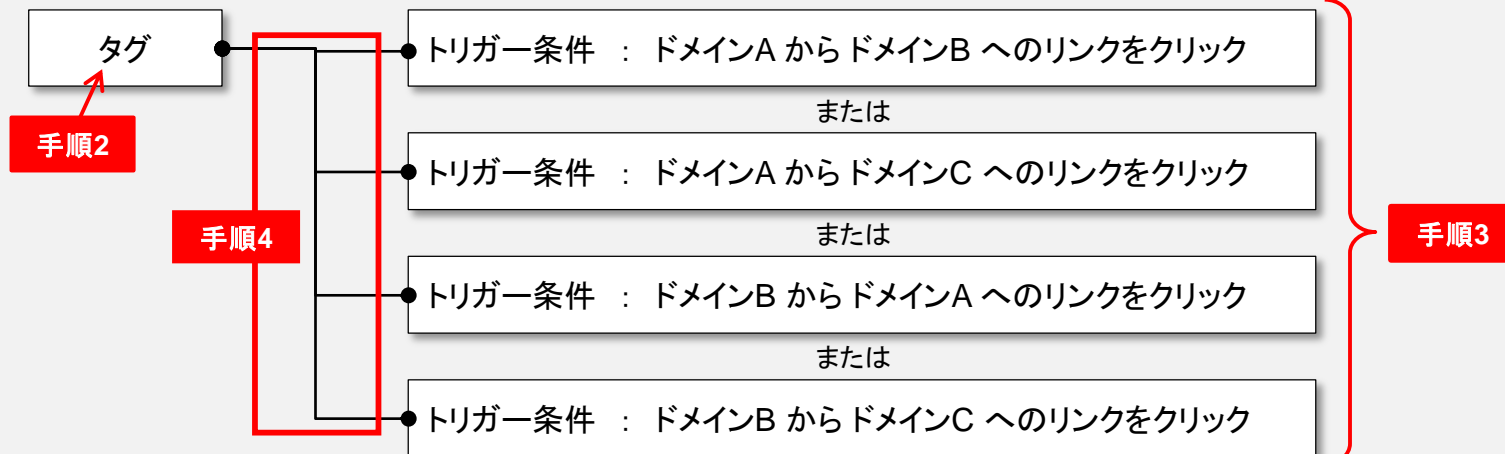 タグ
手順2
手順4
トリガー条件 : ドメインA から ドメインB へのリンクをクリック
または
トリガー条件 : ドメインA から ドメインC へのリンクをクリック
または
トリガー条件 : ドメインB から ドメインA へのリンクをクリック
または
トリガー条件 : ドメインB から ドメインC へのリンクをクリック
手順3